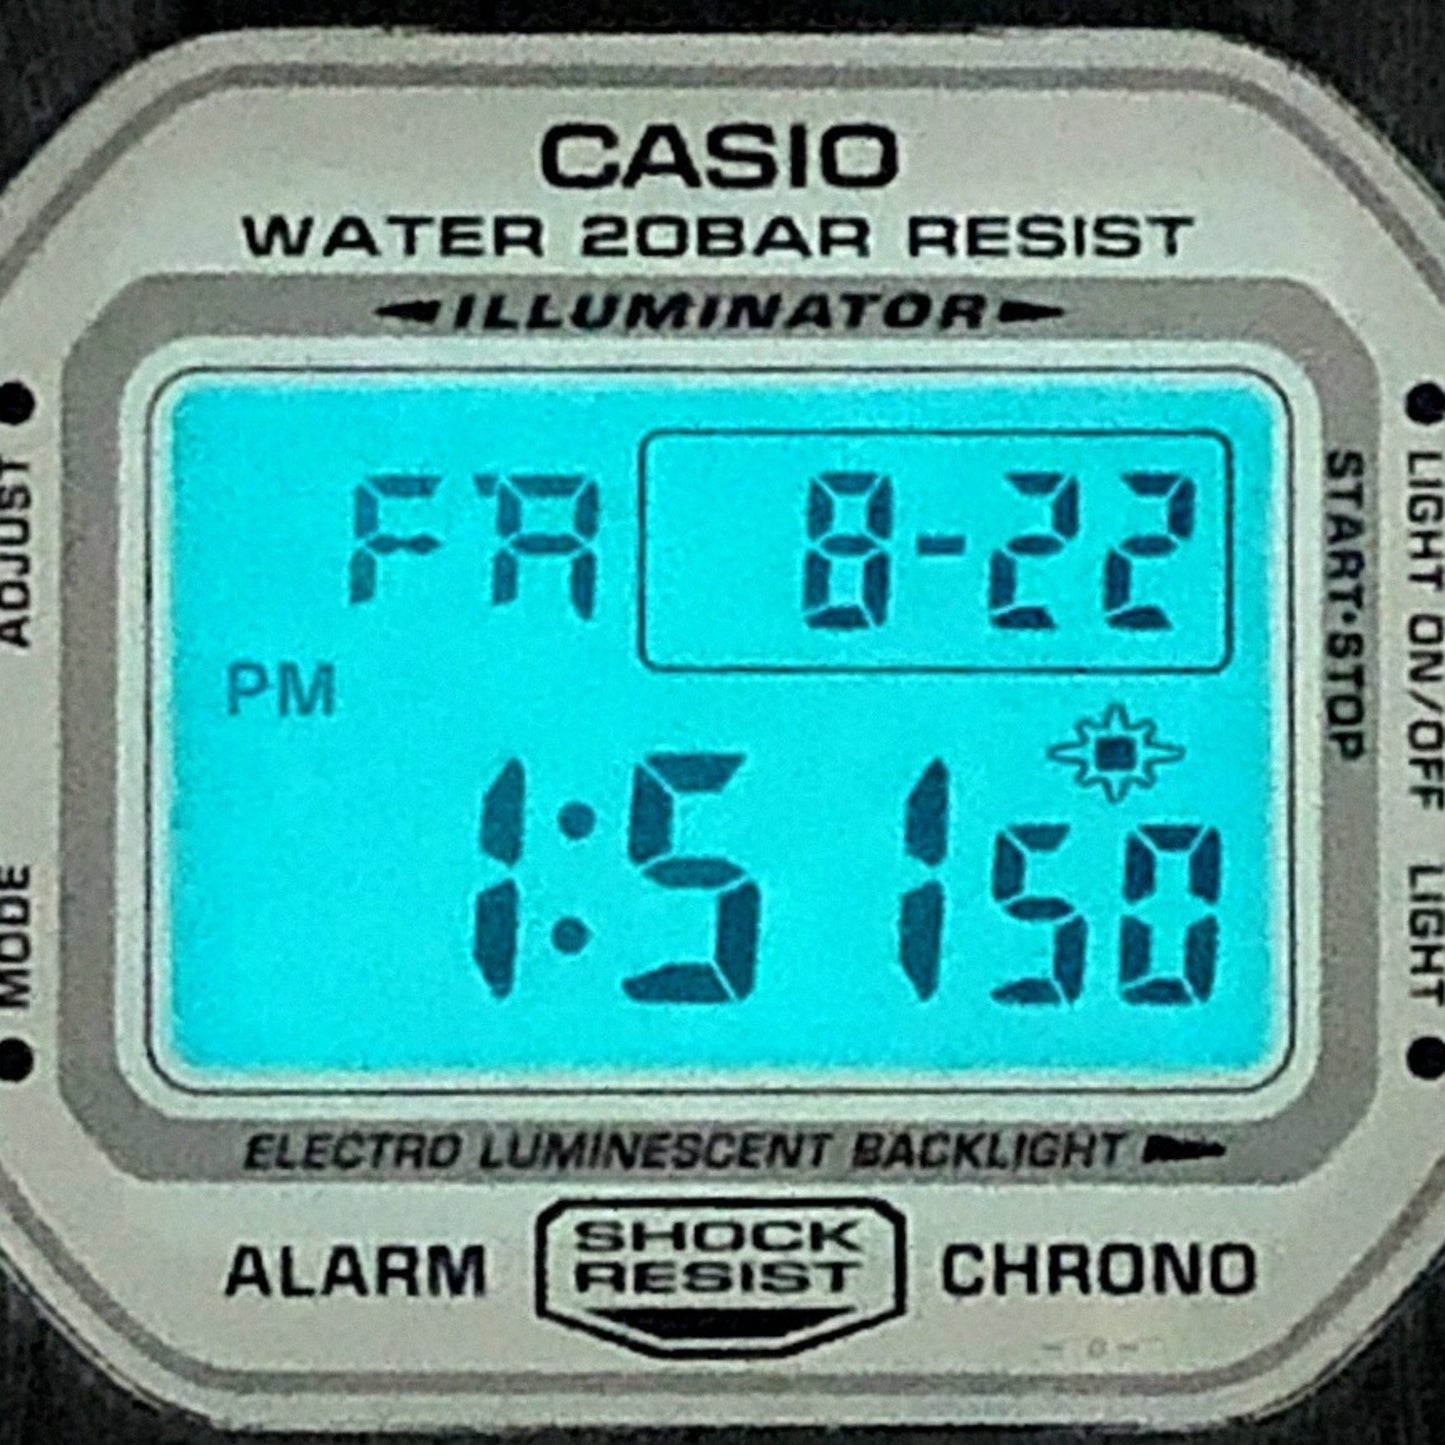 CASIO
WATER 20BAR RESIST
ILLUMINATOR
ADJUST
MODE
FR 8-22
PM
1:51 50
START•STOP
LIGHT ON/OFF
LIGHT
ELECTRO LUMINESCENT BACKLIGHT
ALARM
SHOCK
RESIST
CHRONO